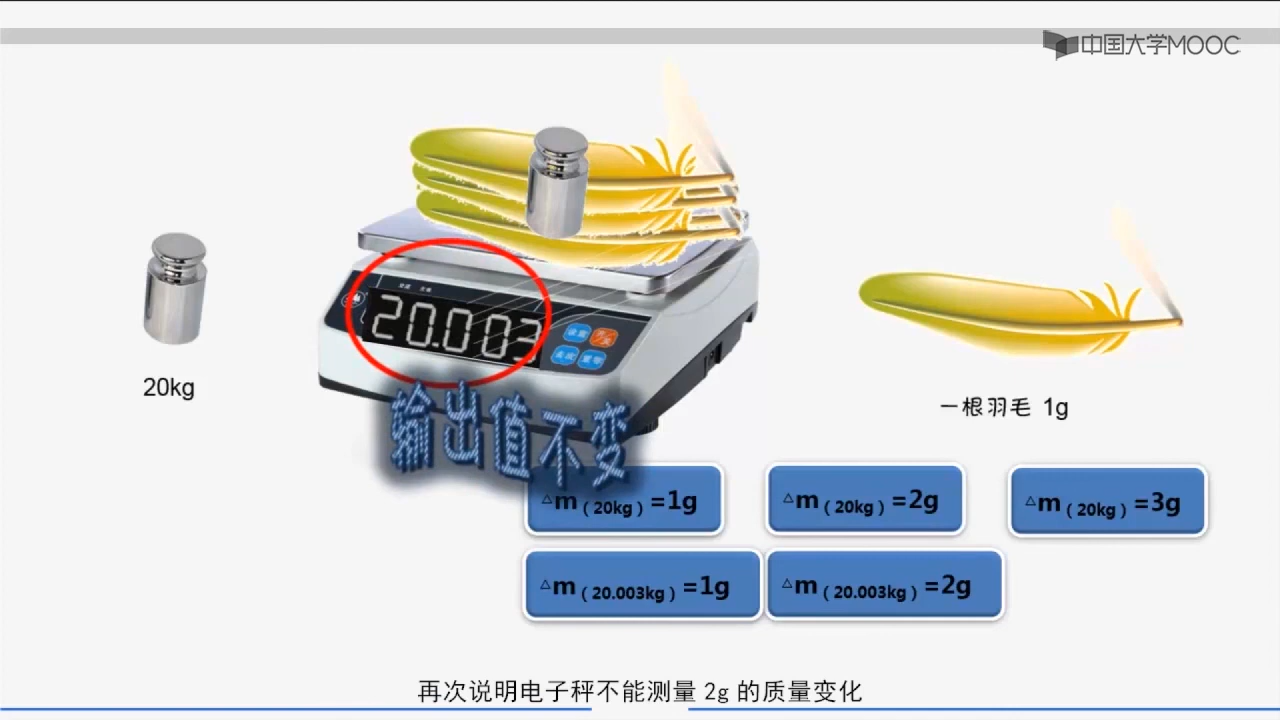 中国大学MOOC
20.003
20kg
一根羽毛 1g
输出值不变
△m（20kg）=1g
△m（20kg）=2g
△m（20kg）=3g
△m（20.003kg）=1g
△m（20.003kg）=2g
再次说明电子秤不能测量 2g 的质量变化